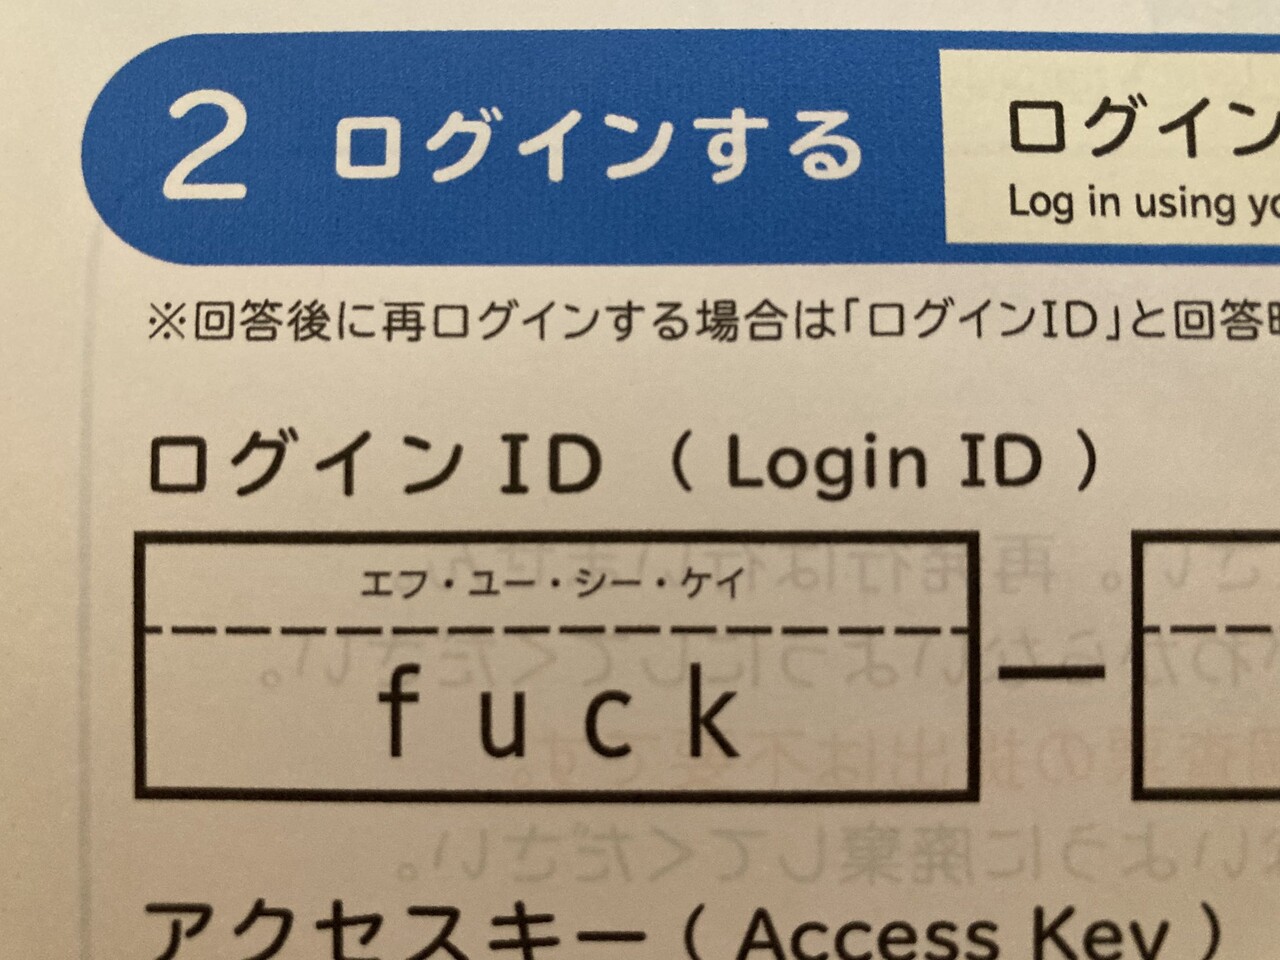 2 ログインする
ログイン
Log in using
※回答後に再ログインする場合は「ログインID」と回答
ログインID ( Login ID )
エフ・ユー・シー・ケイ
fuck —
アクセスキー ( Access Key )